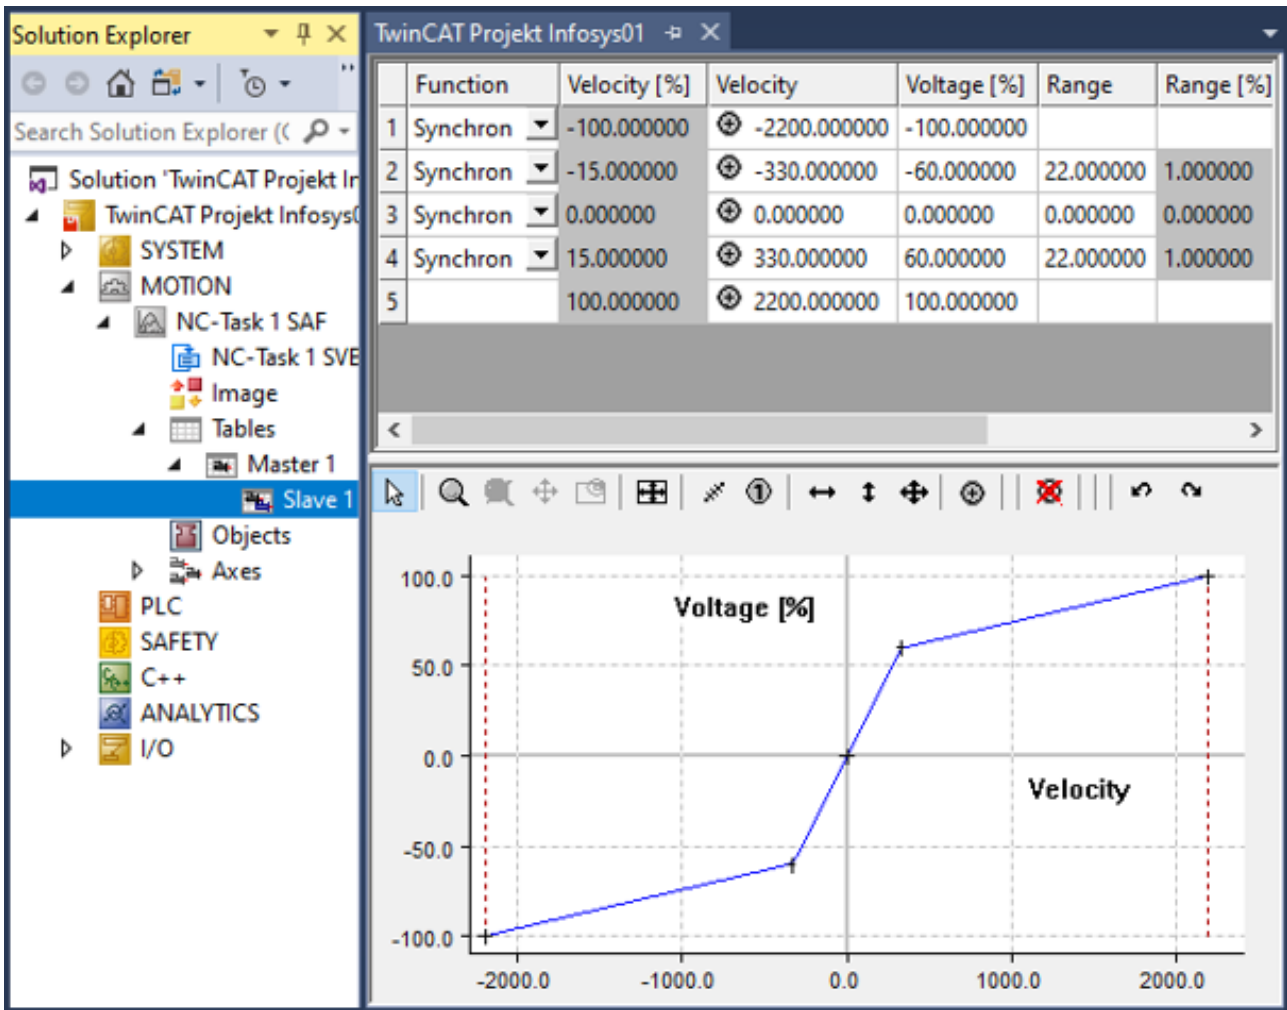 Solution Explorer
Search Solution Explorer (C
Solution 'TwinCAT Projekt In
TwinCAT Projekt Infosys0
SYSTEM
MOTION
NC-Task 1 SAF
NC-Task 1 SVB
Image
Tables
Master 1
Slave 1
Objects
Axes
PLC
SAFETY
C++
ANALYTICS
I/O
TwinCAT Projekt Infosys01
Function Velocity [%] Velocity Voltage [%] Range Range [%]
1 Synchron -100.000000 -2200.000000 -100.000000
2 Synchron -15.000000 -330.000000 -60.000000 22.000000 1.000000
3 Synchron 0.000000 0.000000 0.000000 0.000000 0.000000
4 Synchron 15.000000 330.000000 60.000000 22.000000 1.000000
5 100.000000 2200.000000 100.000000
100.0
Voltage [%]
50.0
0.0
Velocity
-50.0
-100.0
-2000.0 -1000.0 0.0 1000.0 2000.0